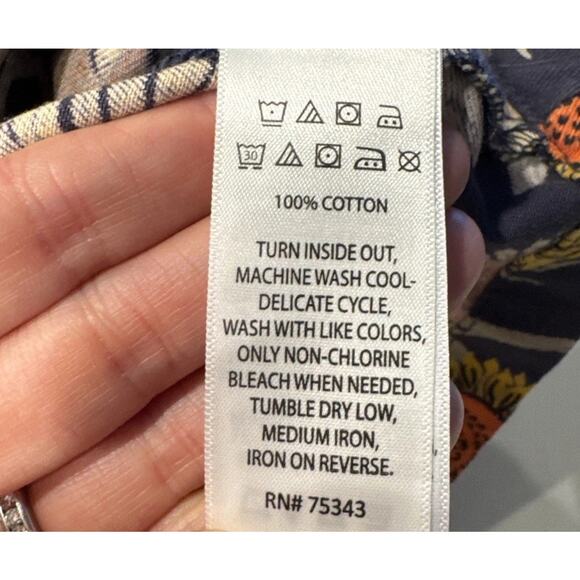 30
100% COTTON
TURN INSIDE OUT,
MACHINE WASH COOL-
DELICATE CYCLE,
WASH WITH LIKE COLORS,
ONLY NON-CHLORINE
BLEACH WHEN NEEDED,
TUMBLE DRY LOW,
MEDIUM IRON,
IRON ON REVERSE.
RN# 75343